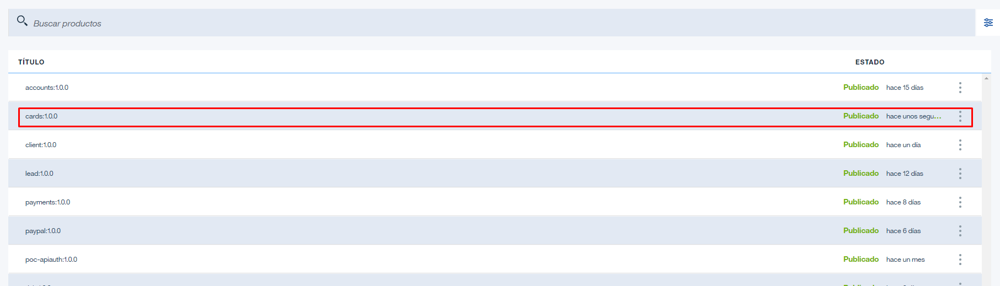 Buscar productos
TÍTULO ESTADO
accounts:1.0.0 Publicado hace 15 días
cards:1.0.0 Publicado hace unos segu...
client:1.0.0 Publicado hace un día
lead:1.0.0 Publicado hace 12 días
payments:1.0.0 Publicado hace 8 días
paypal:1.0.0 Publicado hace 6 días
poc-apiauth:1.0.0 Publicado hace un mes
Publicado